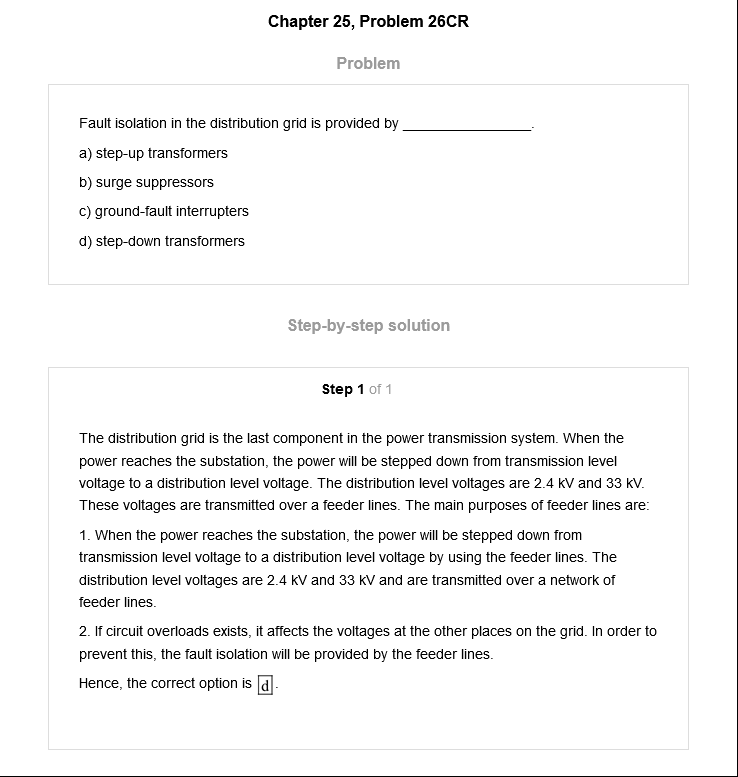 Chapter 25, Problem 26CR
Problem
Fault isolation in the distribution grid is provided by _________________.
a) step-up transformers
b) surge suppressors
c) ground-fault interrupters
d) step-down transformers
Step-by-step solution
Step 1 of 1
The distribution grid is the last component in the power transmission system. When the
power reaches the substation, the power will be stepped down from transmission level
voltage to a distribution level voltage. The distribution level voltages are 2.4 kV and 33 kV.
These voltages are transmitted over a feeder lines. The main purposes of feeder lines are:
1. When the power reaches the substation, the power will be stepped down from
transmission level voltage to a distribution level voltage by using the feeder lines. The
distribution level voltages are 2.4 kV and 33 kV and are transmitted over a network of
feeder lines.
2. If circuit overloads exists, it affects the voltages at the other places on the grid. In order to
prevent this, the fault isolation will be provided by the feeder lines.
Hence, the correct option is d.